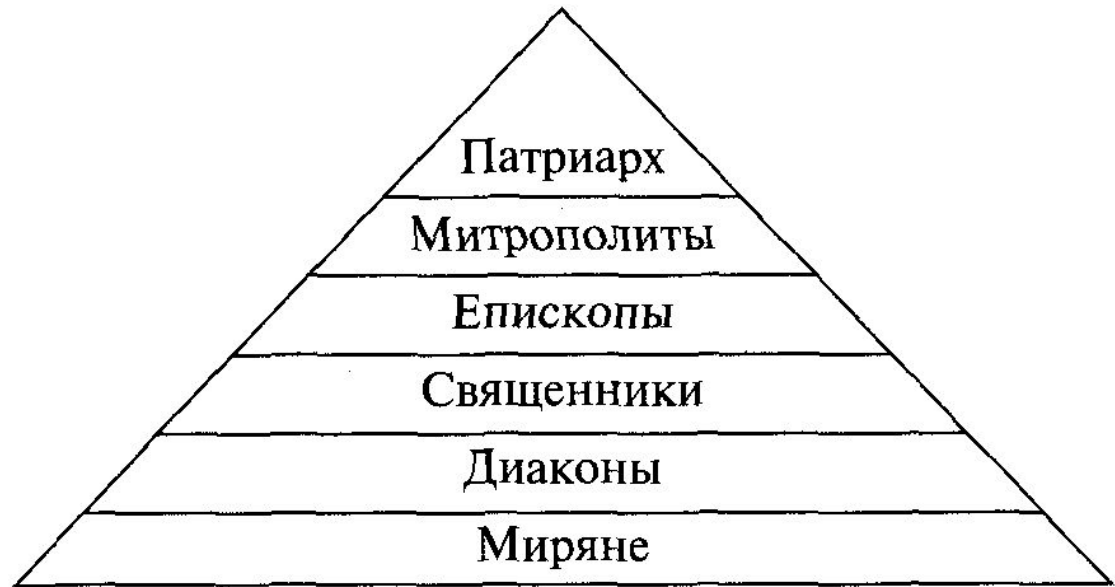 Патриарх
Митрополиты
Епископы
Священники
Диаконы
Миряне